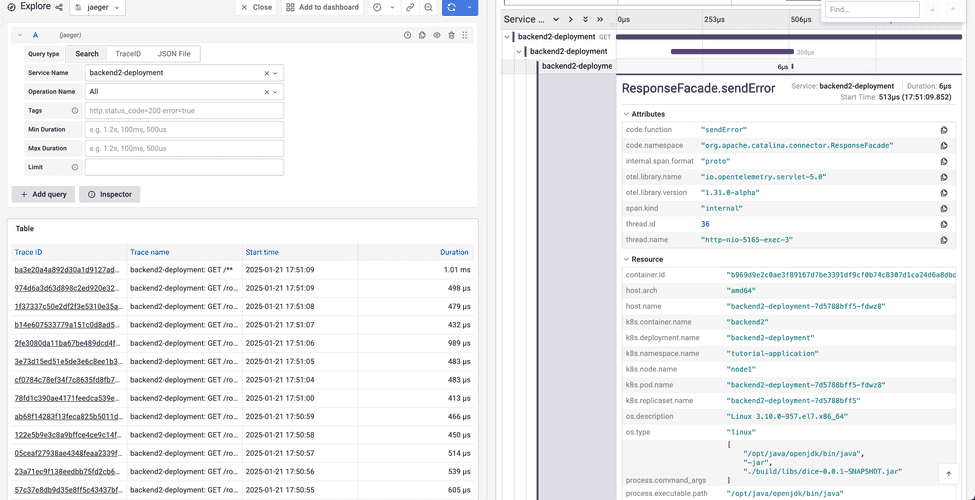 Explore
jaeger
Close
Add to dashboard
A
(jaeger)
Query type
Search
TraceID
JSON File
Service Name
backend2-deployment
Operation Name
All
Tags
http.status_code=200 error=true
Min Duration
e.g. 1.2s, 100ms, 500us
Max Duration
e.g. 1.2s, 100ms, 500us
Limit
+ Add query
Inspector
Table
Trace ID Trace name Start time Duration
ba3e20a4a892d30a1d9127ad... backend2-deployment: GET /** 2025-01-21 17:51:09 1.01 ms
974d6a3d63d898c2ed920e32... backend2-deployment: GET /ro... 2025-01-21 17:51:09 498 µs
1f37337c50e2df2f3e5310e35a... backend2-deployment: GET /ro... 2025-01-21 17:51:08 479 µs
b14e607533779a151c0d8ad5... backend2-deployment: GET /ro... 2025-01-21 17:51:07 432 µs
2fe3080da11ba67be489dcd4f... backend2-deployment: GET /ro... 2025-01-21 17:51:06 989 µs
3e73d15ed51e5de3e6c8ee1b3... backend2-deployment: GET /ro... 2025-01-21 17:51:05 483 µs
cf0784c78ef34f7c8635fd8fb7... backend2-deployment: GET /ro... 2025-01-21 17:51:04 483 µs
78fd1c390ae4171feedca539e... backend2-deployment: GET /ro... 2025-01-21 17:51:00 413 µs
ab68f14283f13feca825b5011d... backend2-deployment: GET /ro... 2025-01-21 17:50:59 466 µs
122e5b9e3c8a9bffce4ce9c14f... backend2-deployment: GET /ro... 2025-01-21 17:50:58 450 µs
05ceaf27938ae4348feaa2339f... backend2-deployment: GET /ro... 2025-01-21 17:50:57 514 µs
23a71ec9f138eedbb75fd2cb6... backend2-deployment: GET /ro... 2025-01-21 17:50:56 539 µs
57c37e8db9d35e8ff5c43437bf... backend2-deployment: GET /ro... 2025-01-21 17:50:55 605 µs
Find...
Service ...
0µs 253µs 506µs
backend2-deployment GET
backend2-deployment
359µs
backend2-deployme
6µs
ResponseFacade.sendError
Service: backend2-deployment
Duration: 6µs
Start Time: 513µs (17:51:09.852)
Attributes
code.function "sendError"
code.namespace "org.apache.catalina.connector.ResponseFacade"
internal.span.format "proto"
otel.library.name "io.opentelemetry.servlet-5.0"
otel.library.version "1.31.0-alpha"
span.kind "internal"
thread.id 36
thread.name "http-nio-5165-exec-3"
Resource
container.id "b969d9e2c0ae3f89167d7be3391df9cf0b74c8307d1ca24d6a8dbd
host.arch "amd64"
host.name "backend2-deployment-7d5788bff5-fdwz8"
k8s.container.name "backend2"
k8s.deployment.name "backend2-deployment"
k8s.namespace.name "tutorial-application"
k8s.node.name "node1"
k8s.pod.name "backend2-deployment-7d5788bff5-fdwz8"
k8s.replicaset.name "backend2-deployment-7d5788bff5"
os.description "Linux 3.10.0-957.el7.x86_64"
os.type "linux"
[
"/opt/java/openjdk/bin/java",
"-jar",
"./build/libs/dice-0.0.1-SNAPSHOT.jar"
process.command_args ]
process.executable.path "/opt/java/openjdk/bin/java"